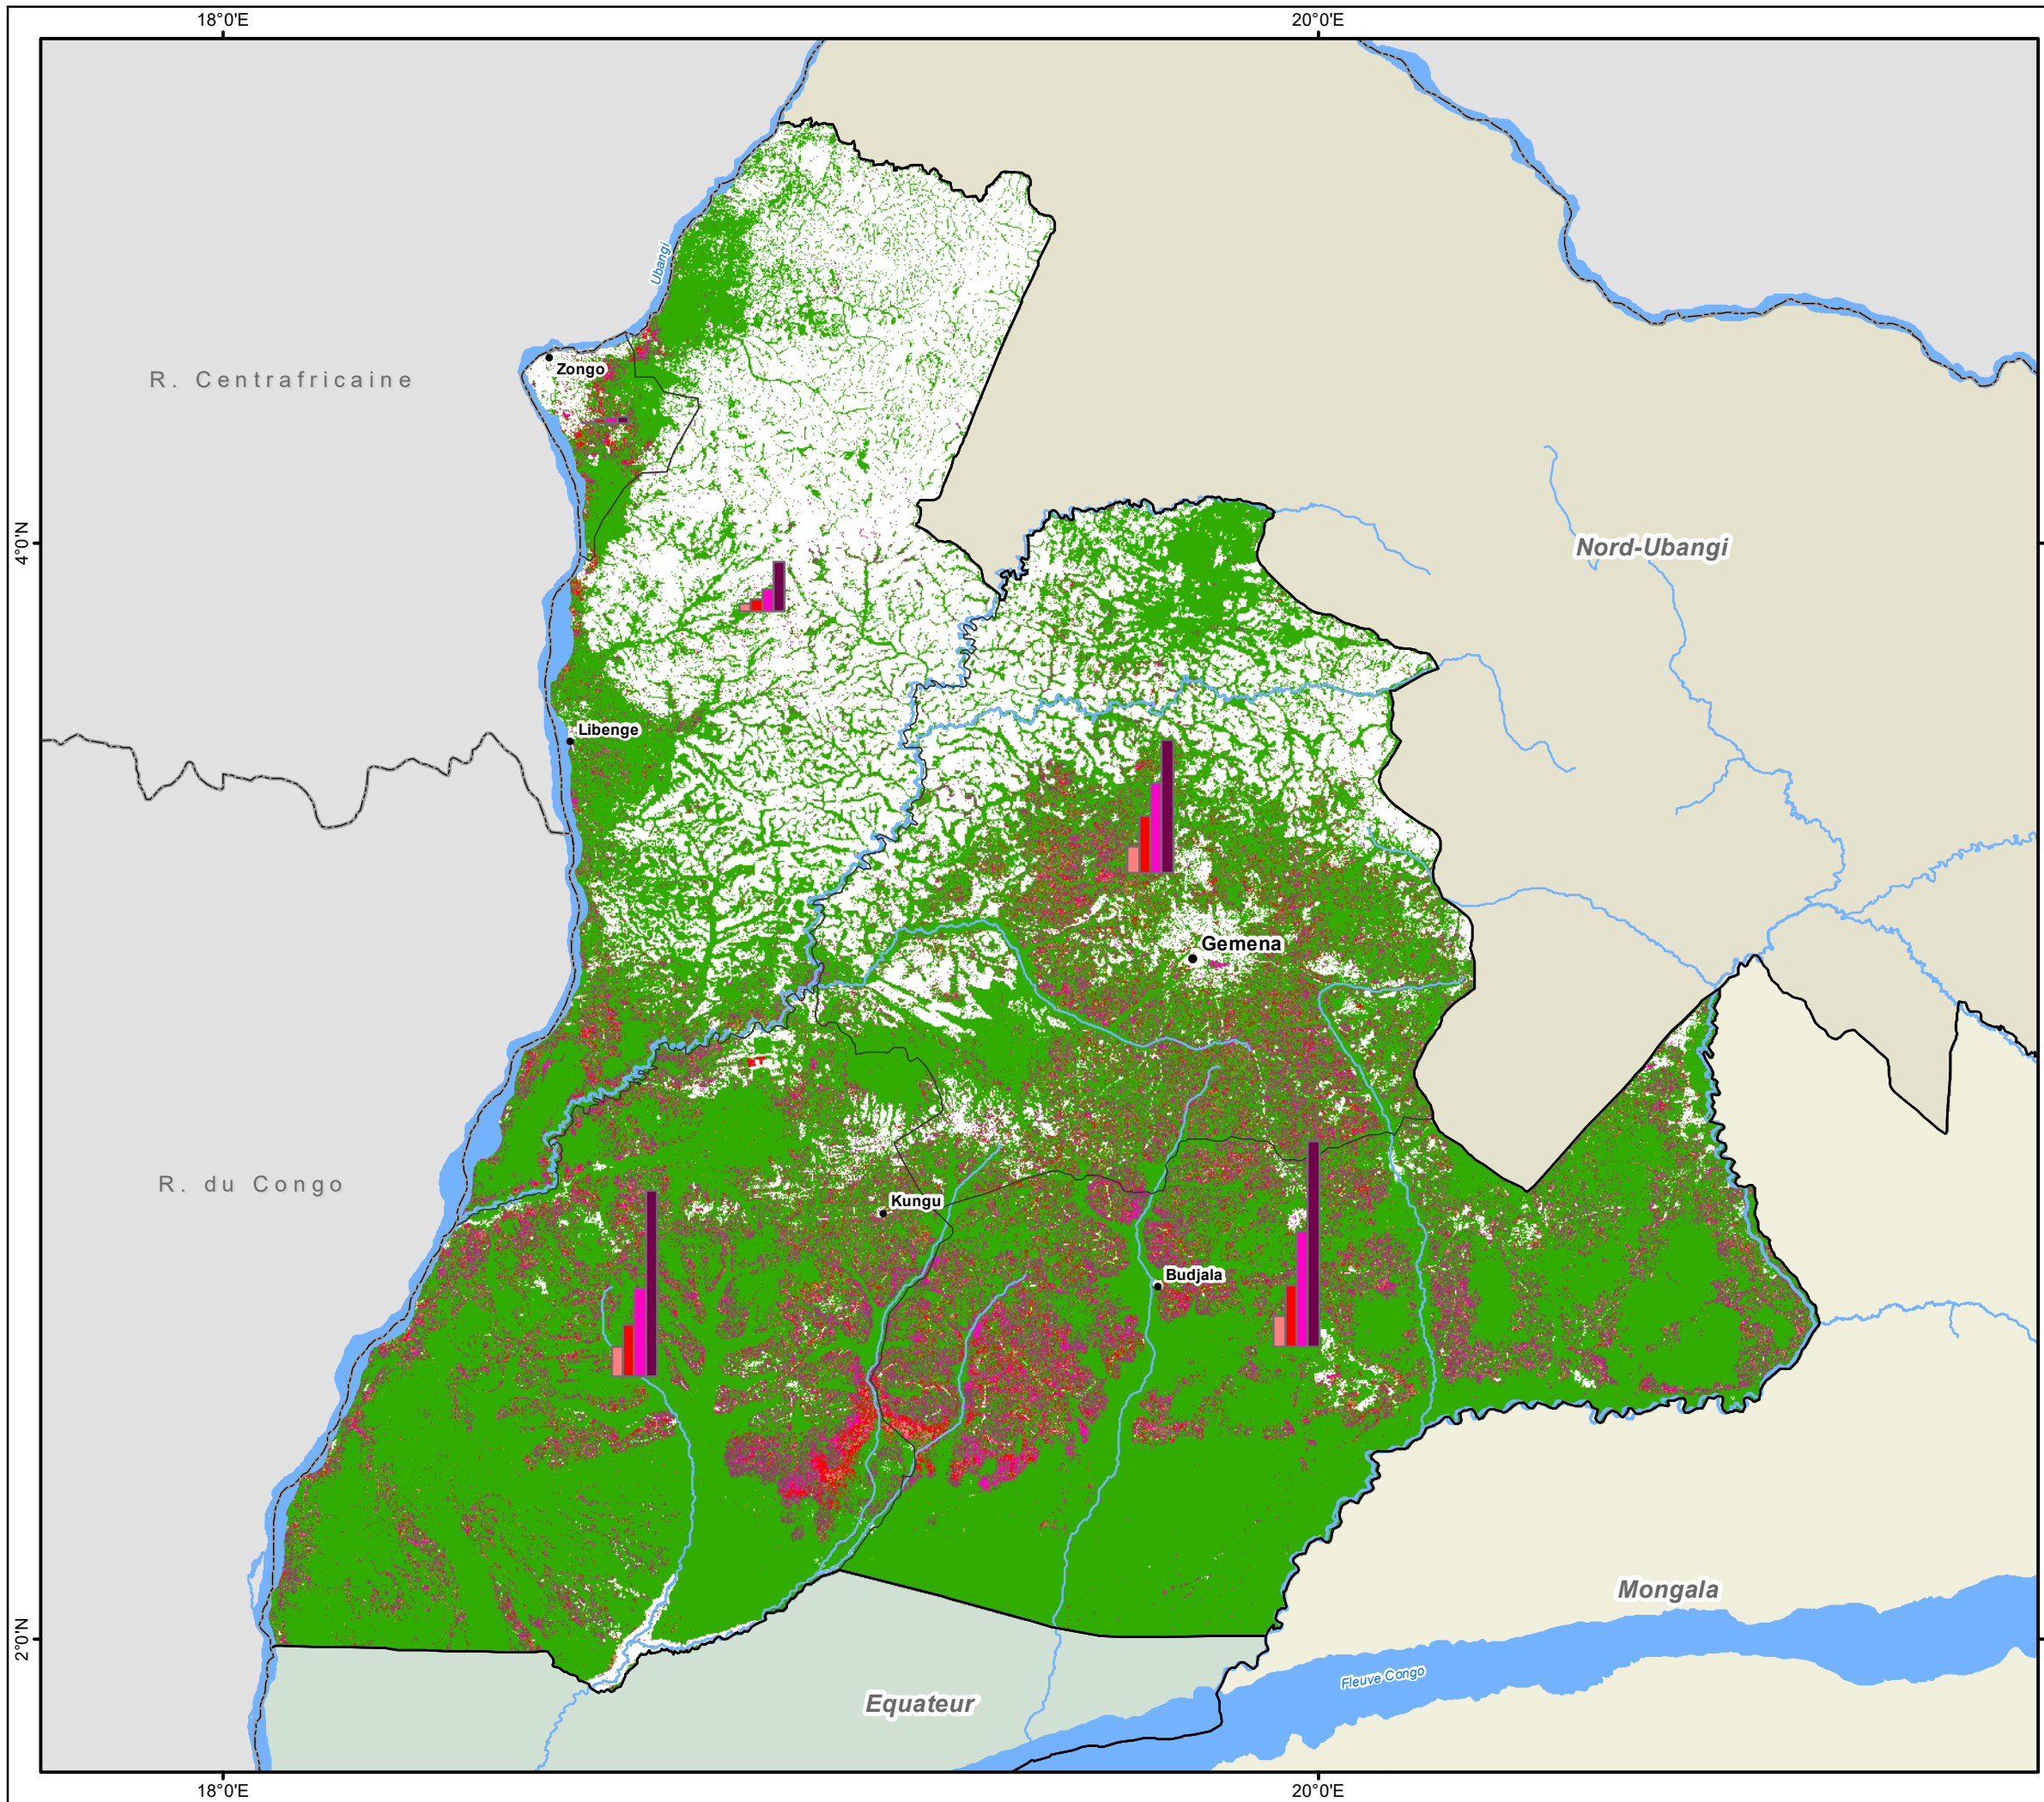 18°0'E
20°0'E
Ubangi
Zongo
R. Centrafricaine
4°0'N
Nord-Ubangi
Libenge
Gemena
R. du Congo
Kungu
Budjala
Mongala
2°0'N
Fleuve Congo
Equateur
18°0'E
20°0'E